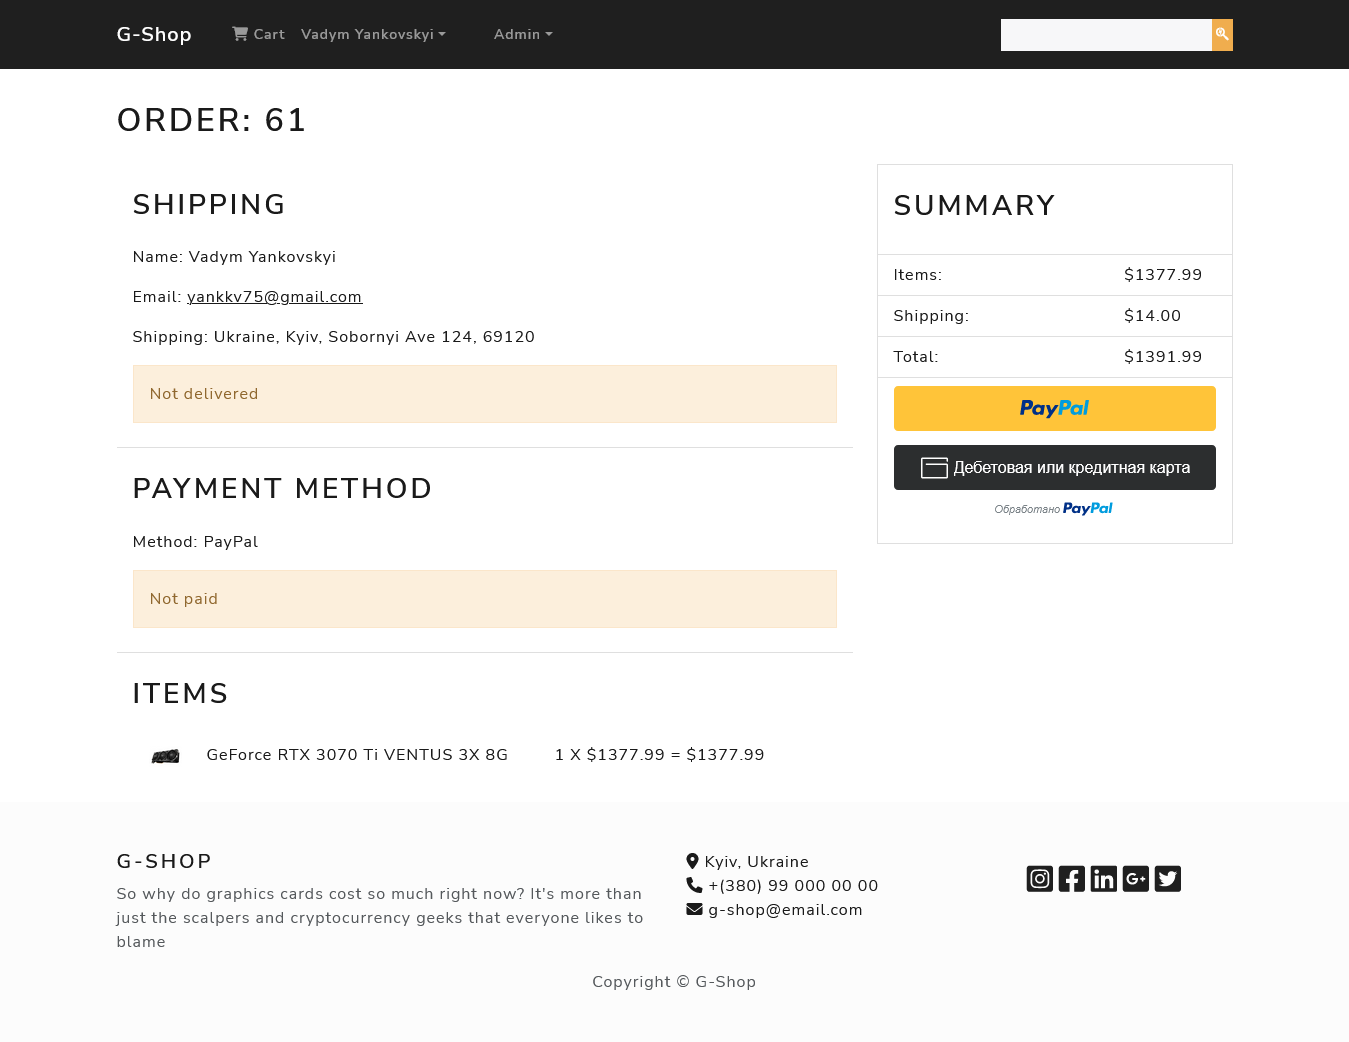 G-Shop
Cart
Vadym Yankovskyi
Admin
ORDER: 61
SHIPPING
Name: Vadym Yankovskyi
Email: yankkv75@gmail.com
Shipping: Ukraine, Kyiv, Sobornyi Ave 124, 69120
Not delivered
PAYMENT METHOD
Method: PayPal
Not paid
ITEMS
GeForce RTX 3070 Ti VENTUS 3X 8G 1 X $1377.99 = $1377.99
SUMMARY
Items: $1377.99
Shipping: $14.00
Total: $1391.99
PayPal
Дебетовая или кредитная карта
Обработано PayPal
G-SHOP
So why do graphics cards cost so much right now? It's more than
just the scalpers and cryptocurrency geeks that everyone likes to
blame
Kyiv, Ukraine
+(380) 99 000 00 00
g-shop@email.com
Copyright © G-Shop